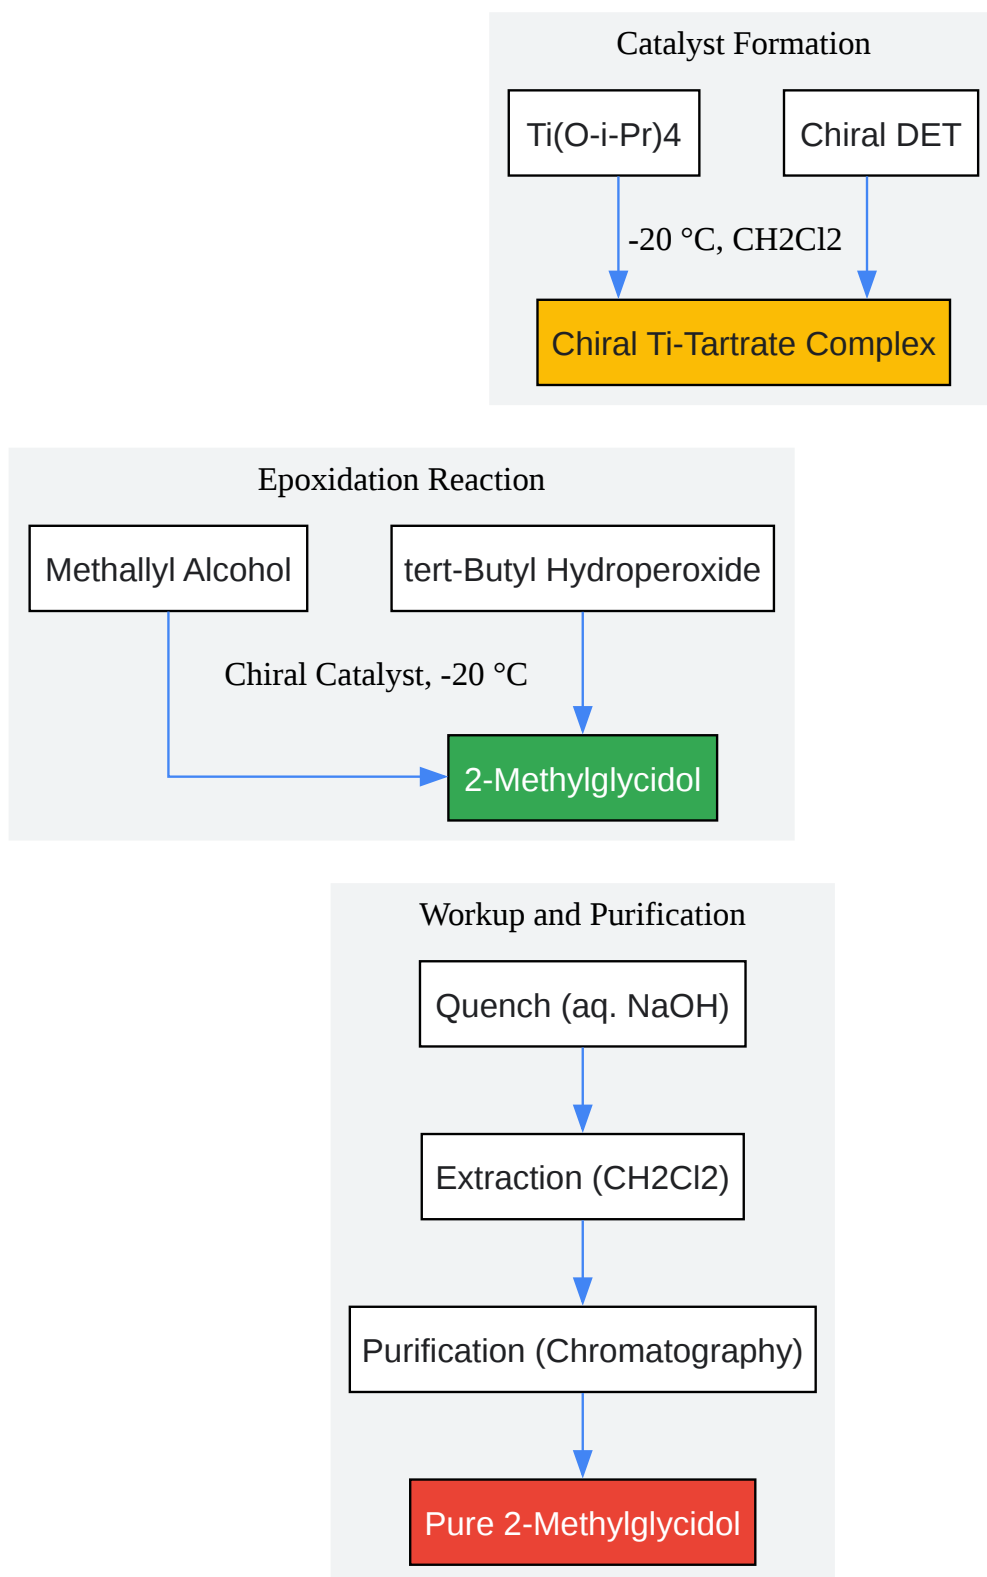 Catalyst Formation
Ti(O-i-Pr)4
Chiral DET
-20 °C, CH2Cl2
Chiral Ti-Tartrate Complex
Epoxidation Reaction
Methallyl Alcohol
tert-Butyl Hydroperoxide
Chiral Catalyst, -20 °C
2-Methylglycidol
Workup and Purification
Quench (aq. NaOH)
Extraction (CH2Cl2)
Purification (Chromatography)
Pure 2-Methylglycidol